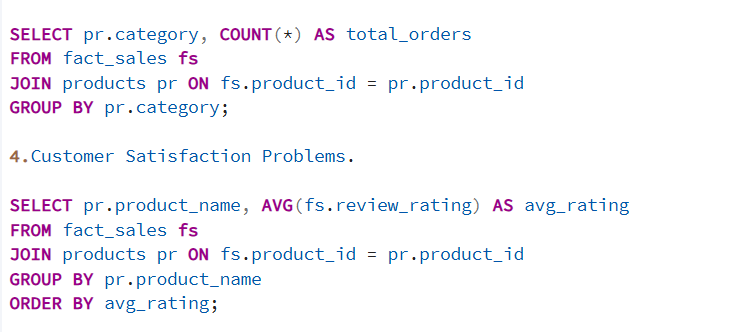 SELECT pr.category, COUNT(*) AS total_orders
FROM fact_sales fs
JOIN products pr ON fs.product_id = pr.product_id
GROUP BY pr.category;
4.Customer Satisfaction Problems.
SELECT pr.product_name, AVG(fs.review_rating) AS avg_rating
FROM fact_sales fs
JOIN products pr ON fs.product_id = pr.product_id
GROUP BY pr.product_name
ORDER BY avg_rating;